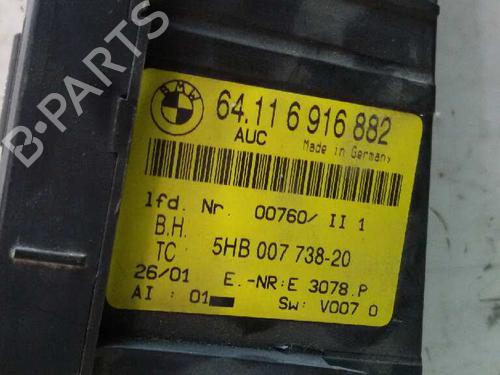 BMW
64.11 6 916 882
AUC
Made in Germany
lfd. Nr. 00760/ II 1
B.H.
TC 5HB 007 738-20
26/01 E.-NR:E 3078.P
AI : 01
SW: V007 0
B-PARTS